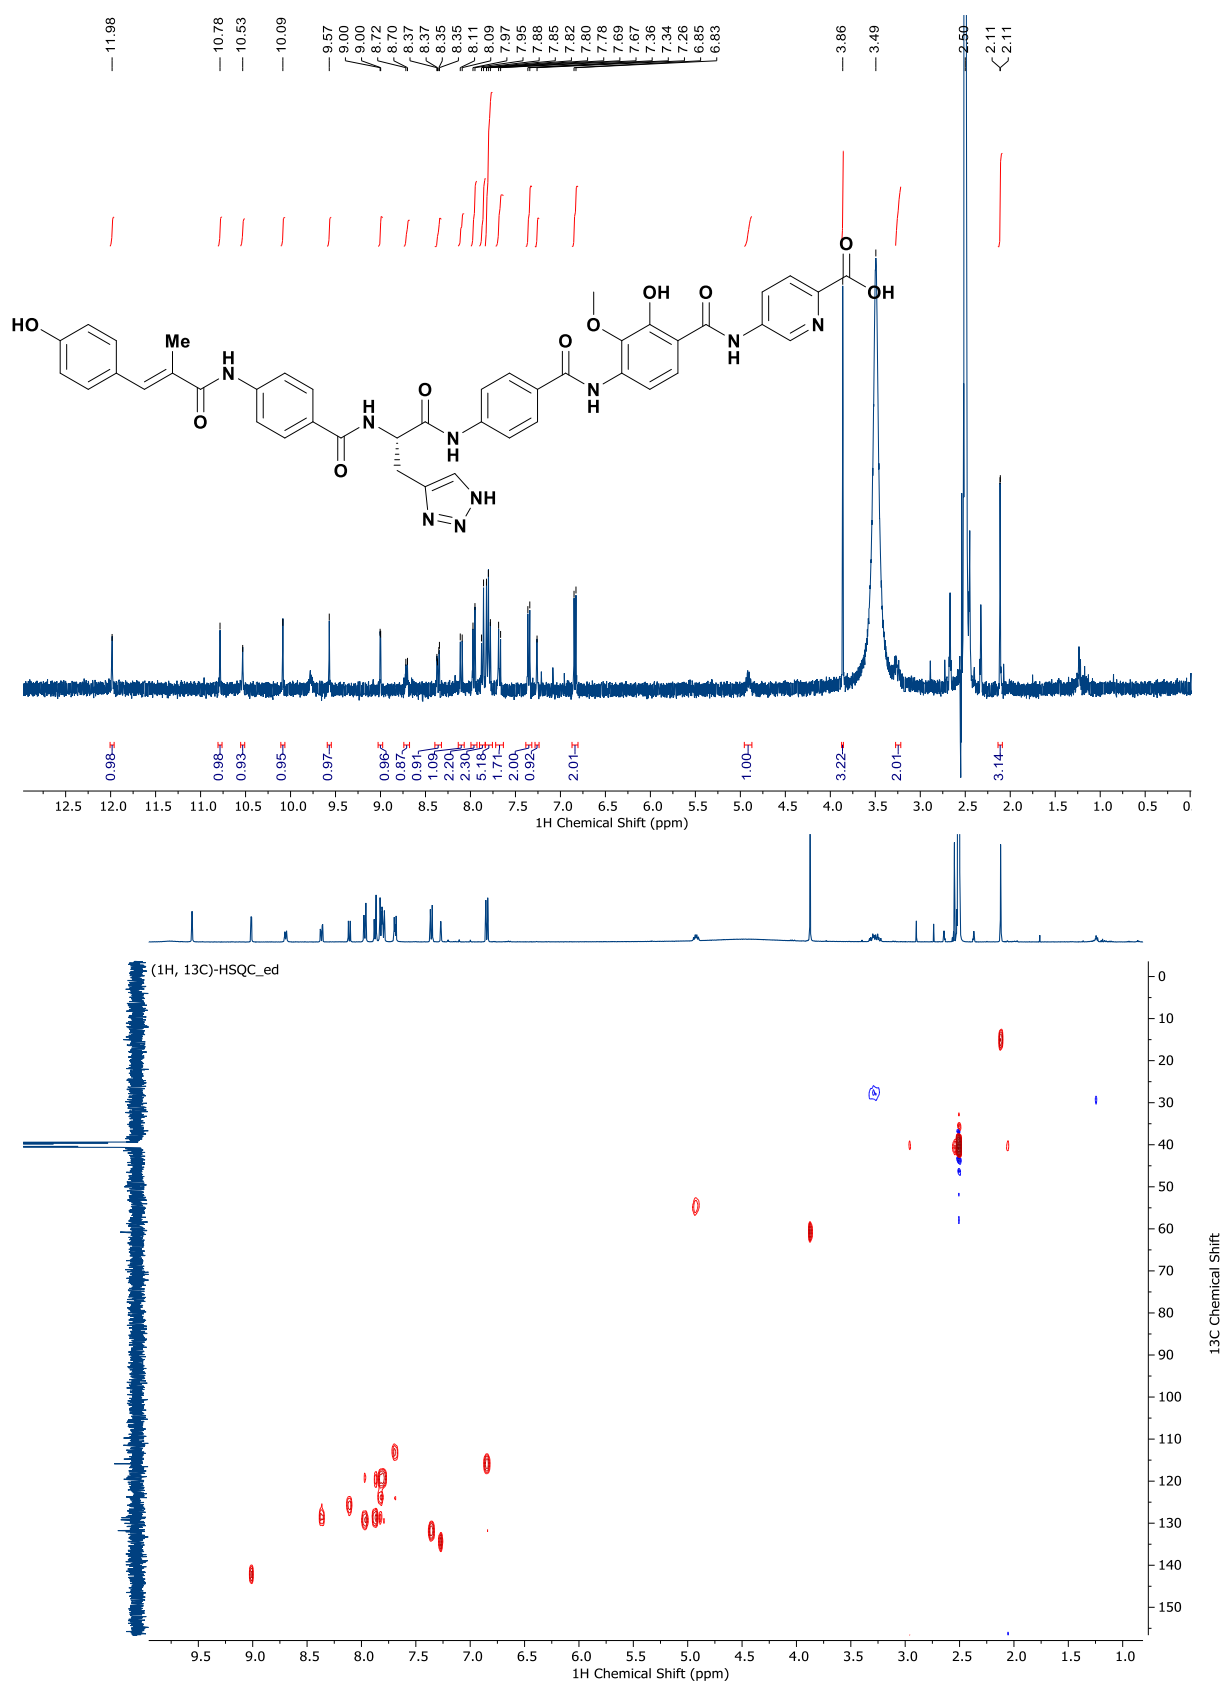 11.98
10.78
10.53
10.09
9.57
9.00
9.00
8.72
8.70
8.37
8.37
8.35
8.35
8.11
8.09
7.97
7.95
7.88
7.85
7.82
7.80
7.78
7.69
7.67
7.36
7.34
7.26
6.85
6.83
3.86
3.49
2.50
2.11
2.11
O
OH
N
OH
O
N
H
O
O
N
H
HO
Me
H
N
O
H
N
O
O
N
H
NH
N
N
0.98
0.98
0.93
0.95
0.97
0.96
0.87
0.91
1.09
2.20
2.30
5.18
1.71
2.00
0.92
2.01
1.00
3.22
2.01
3.14
12.5 12.0 11.5 11.0 10.5 10.0 9.5 9.0 8.5 8.0 7.5 7.0 6.5 6.0 5.5 5.0 4.5 4.0 3.5 3.0 2.5 2.0 1.5 1.0 0.5 0
1H Chemical Shift (ppm)
(1H, 13C)-HSQC_ed
0
10
20
30
40
50
60
70
80
90
100
110
120
130
140
150
13C Chemical Shift
9.5 9.0 8.5 8.0 7.5 7.0 6.5 6.0 5.5 5.0 4.5 4.0 3.5 3.0 2.5 2.0 1.5 1.0
1H Chemical Shift (ppm)